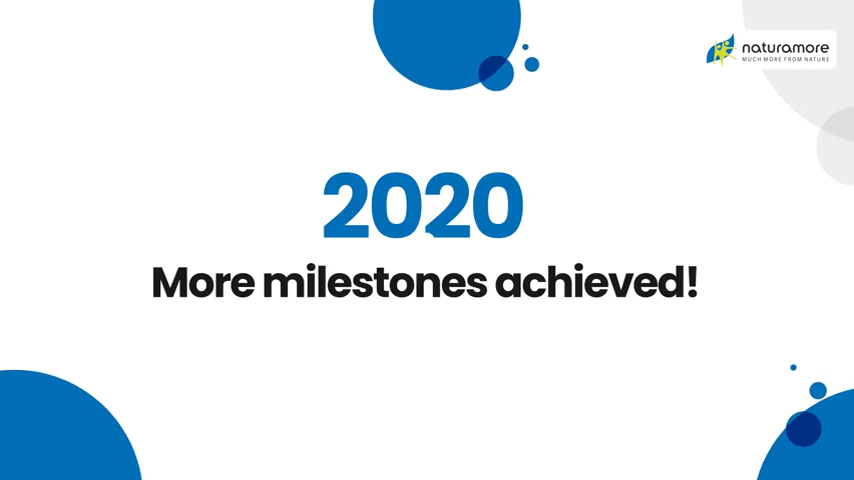 naturamore
MUCH MORE FROM NATURE
2020
More milestones achieved!